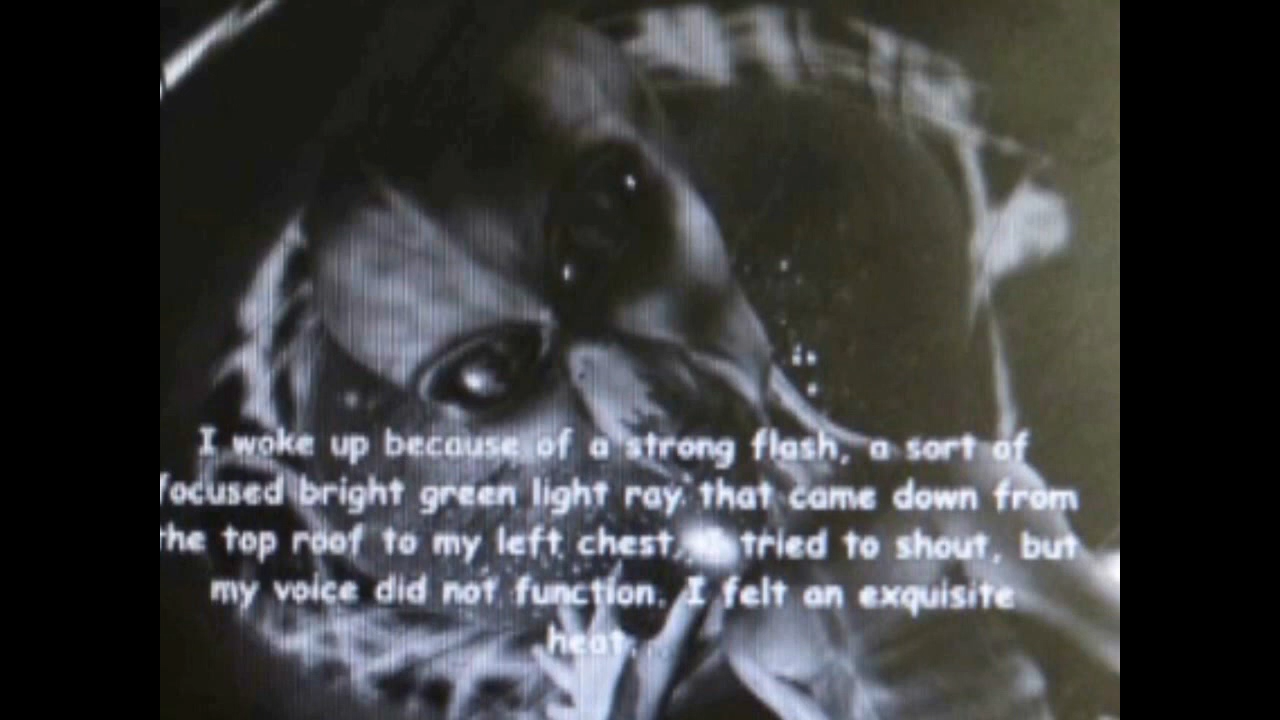 I woke up because of a strong flash, a sort of
focused bright green light ray that came down from
the top roof to my left chest, I tried to shout, but
my voice did not function. I felt an exquisite
heat.